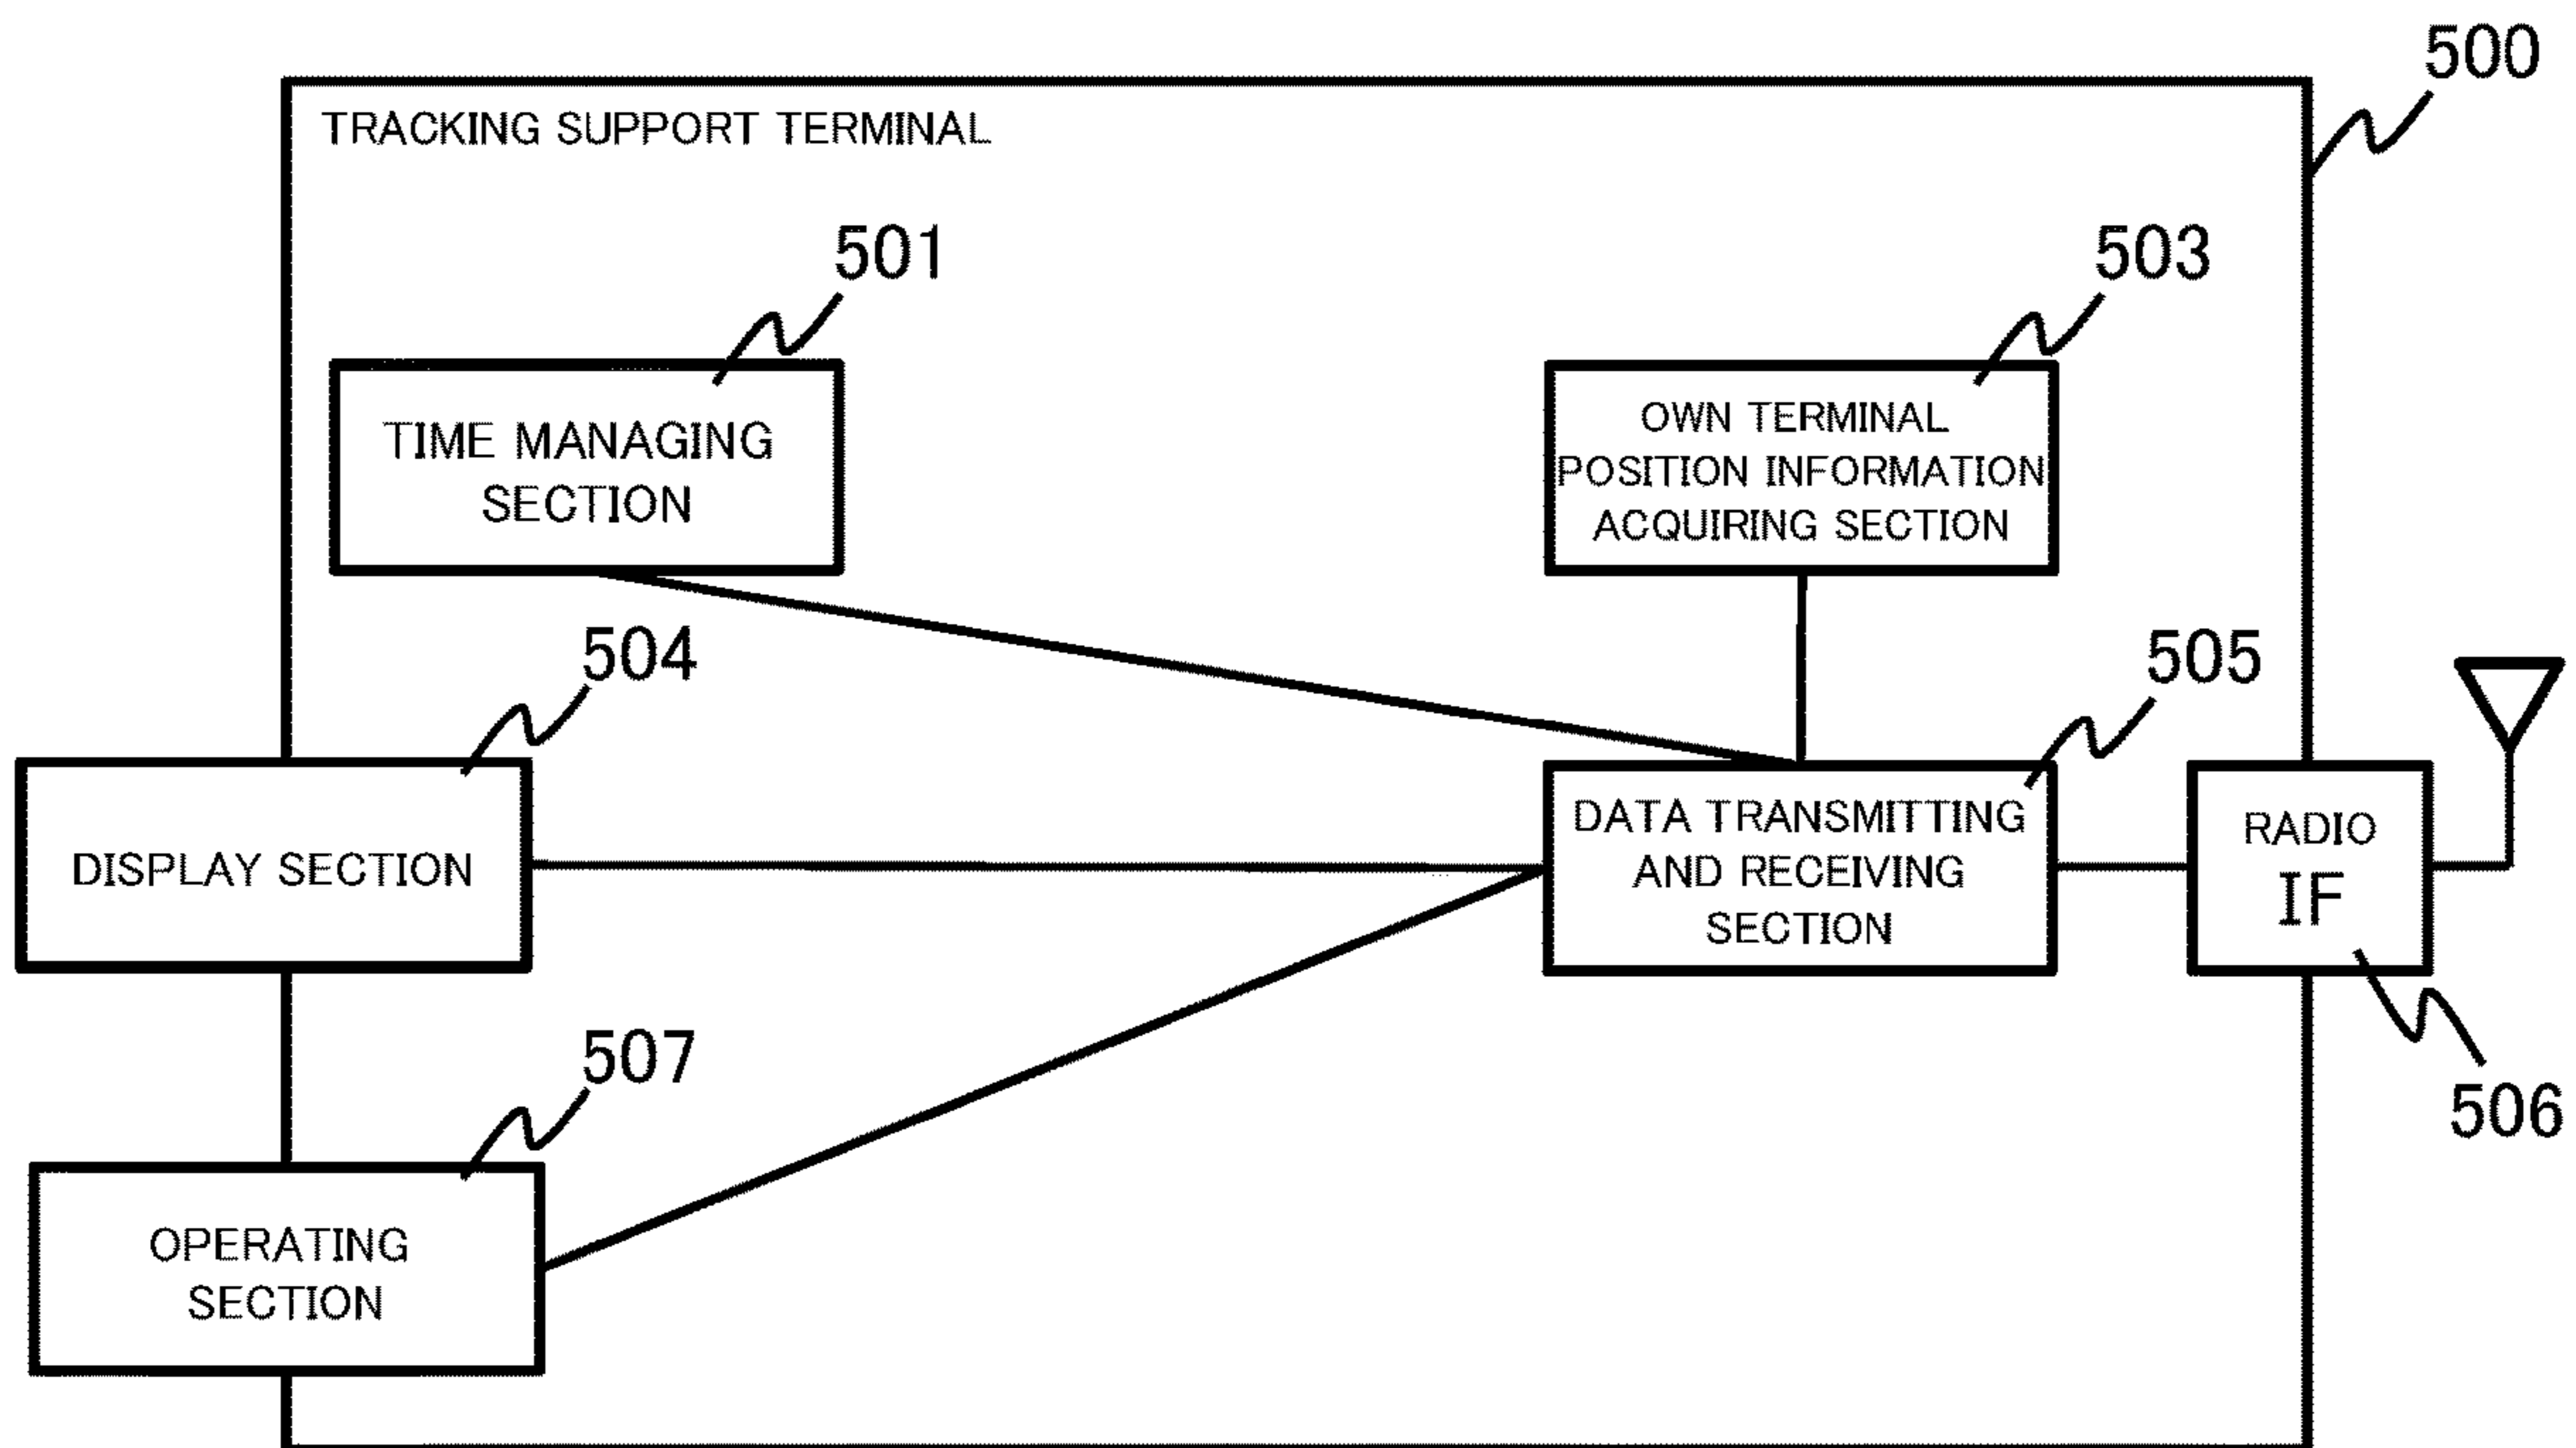 500
TRACKING SUPPORT TERMINAL
501
503
TIME MANAGING
SECTION
OWN TERMINAL
POSITION INFORMATION
ACQUIRING SECTION
504
505
DISPLAY SECTION
DATA TRANSMITTING
AND RECEIVING
SECTION
RADIO
IF
507
506
OPERATING
SECTION